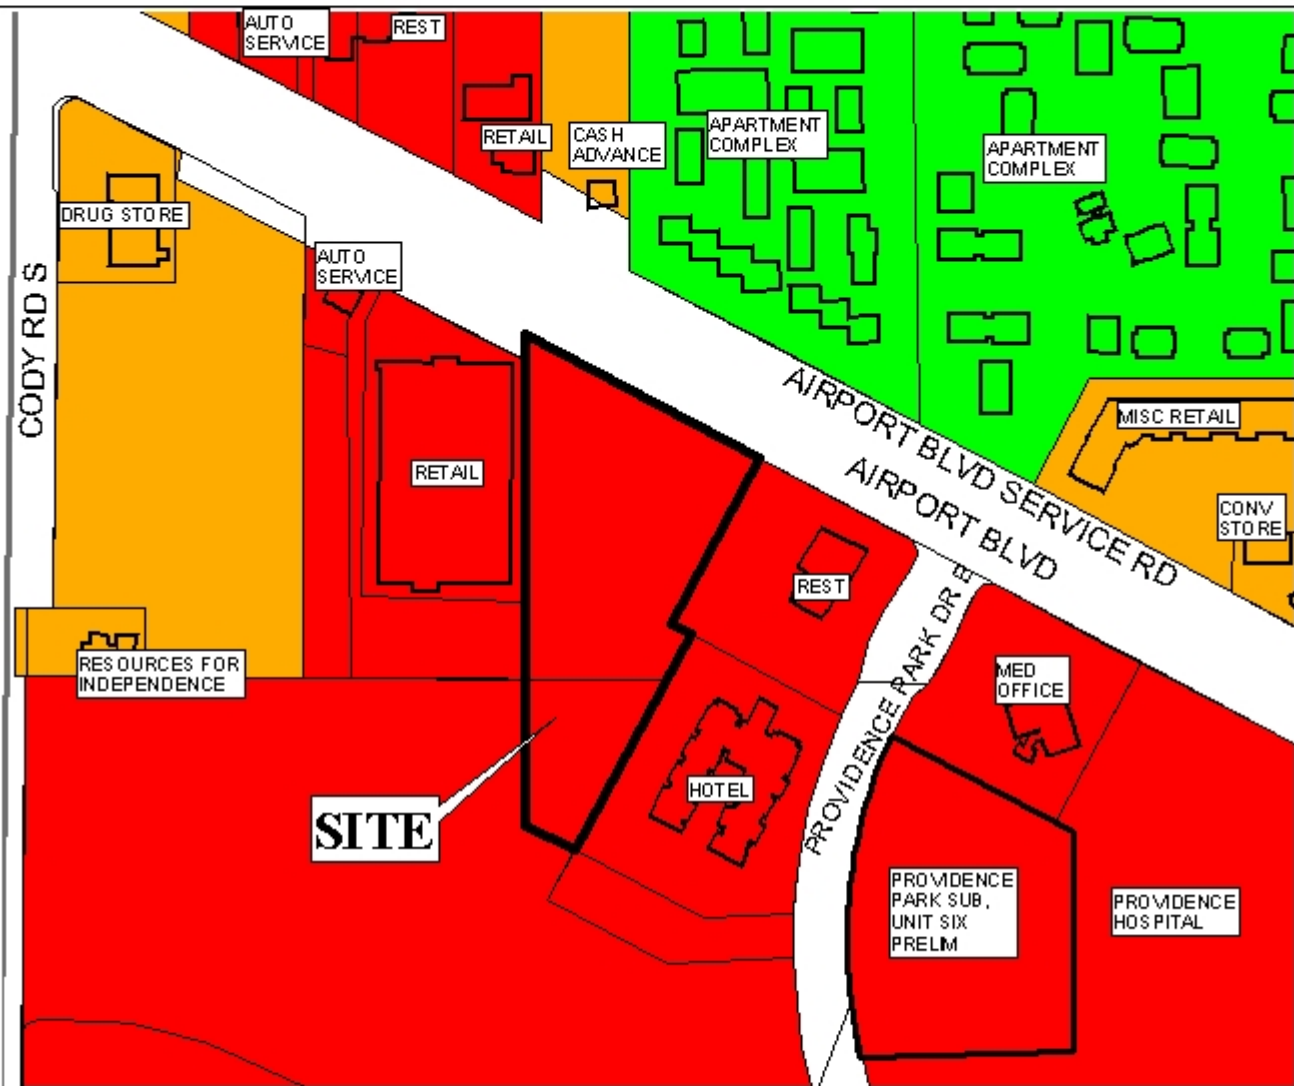 AUTO
SERVICE
REST
RETAIL
CASH
ADVANCE
APARTMENT
COMPLEX
APARTMENT
COMPLEX
DRUG STORE
AUTO
SERVICE
CODY RD S
RETAIL
AIRPORT BLVD SERVICE RD
AIRPORT BLVD
MISC RETAIL
CONV
STORE
REST
PROVIDENCE PARK DR E
RESOURCES FOR
INDEPENDENCE
MED
OFFICE
HOTEL
SITE
PROVIDENCE
PARK SUB,
UNIT SIX
PRELIM
PROVIDENCE
HOSPITAL